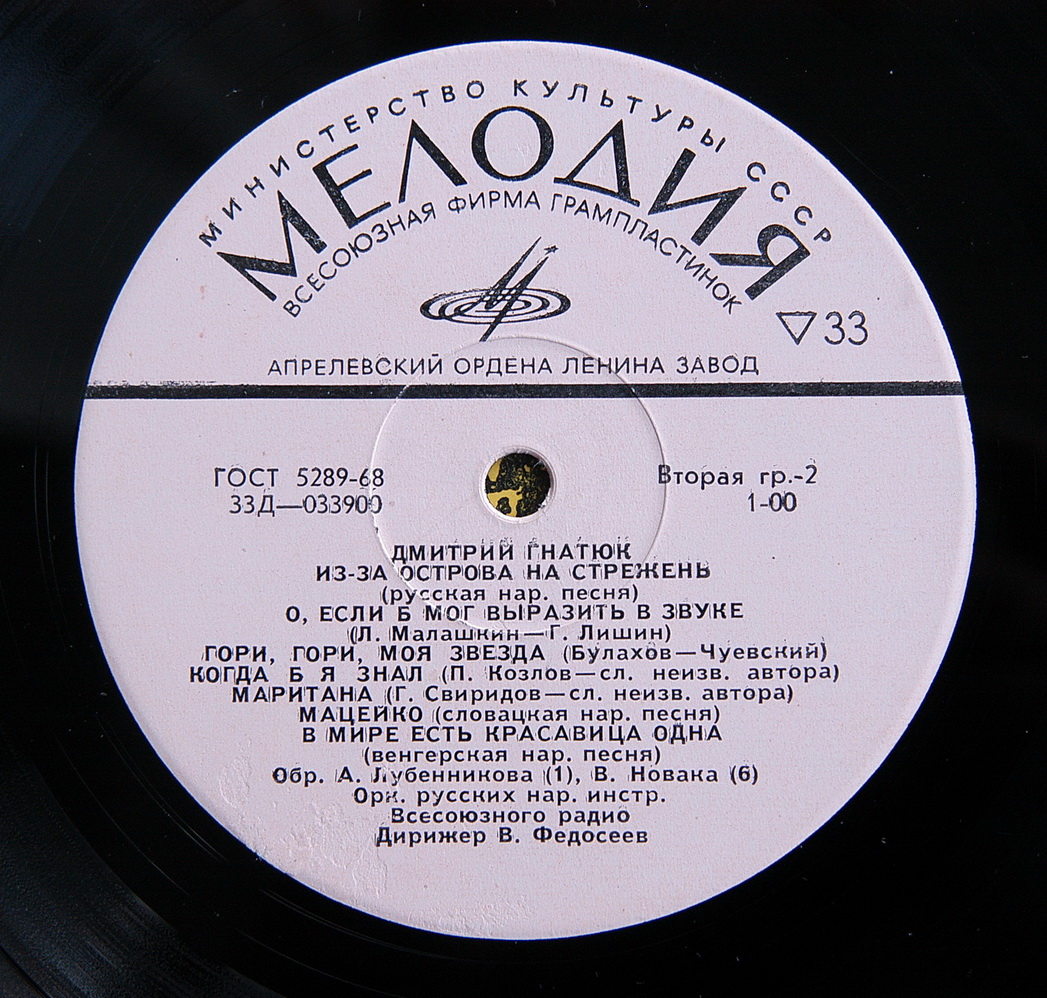 МИНИСТЕРСТВО КУЛЬТУРЫ СССР
МЕЛОДИЯ
ВСЕСОЮЗНАЯ ФИРМА ГРАМПЛАСТИНОК
33
АПРЕЛЕВСКИЙ ОРДЕНА ЛЕНИНА ЗАВОД
ГОСТ 5289-68
Вторая гр.-2
33Д—033900
1-00
ДМИТРИЙ ГНАТЮК
ИЗ-ЗА ОСТРОВА НА СТРЕЖЕНЬ
(русская нар. песня)
О, ЕСЛИ Б МОГ ВЫРАЗИТЬ В ЗВУКЕ
(Л. Малашкин—Г. Лишин)
ГОРИ, ГОРИ, МОЯ ЗВЕЗДА (Булахов—Чуевский)
КОГДА Б Я ЗНАЛ (П. Козлов—сл. неизв. автора)
МАРИТАНА (Г. Свиридов—сл. неизв. автора)
МАЦЕЙКО (словацкая нар. песня)
В МИРЕ ЕСТЬ КРАСАВИЦА ОДНА
(венгерская нар. песня)
Обр. А. Лубенникова (1), В. Новака (6)
Орк. русских нар. инстр.
Всесоюзного радио
Дирижер В. Федосеев